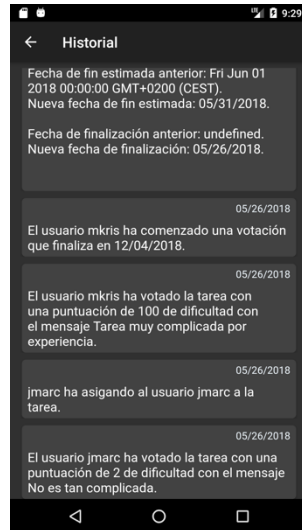 LTE 9:29
Historial
Fecha de fin estimada anterior: Fri Jun 01
2018 00:00:00 GMT+0200 (CEST).
Nueva fecha de fin estimada: 05/31/2018.
Fecha de finalización anterior: undefined.
Nueva fecha de finalización: 05/26/2018.
05/26/2018
El usuario mkris ha comenzado una votación
que finaliza en 12/04/2018.
05/26/2018
El usuario mkris ha votado la tarea con
una puntuación de 100 de dificultad con
el mensaje Tarea muy complicada por
experiencia.
05/26/2018
jmarc ha asigando al usuario jmarc a la
tarea.
05/26/2018
El usuario jmarc ha votado la tarea con una
puntuación de 2 de dificultad con el mensaje
No es tan complicada.